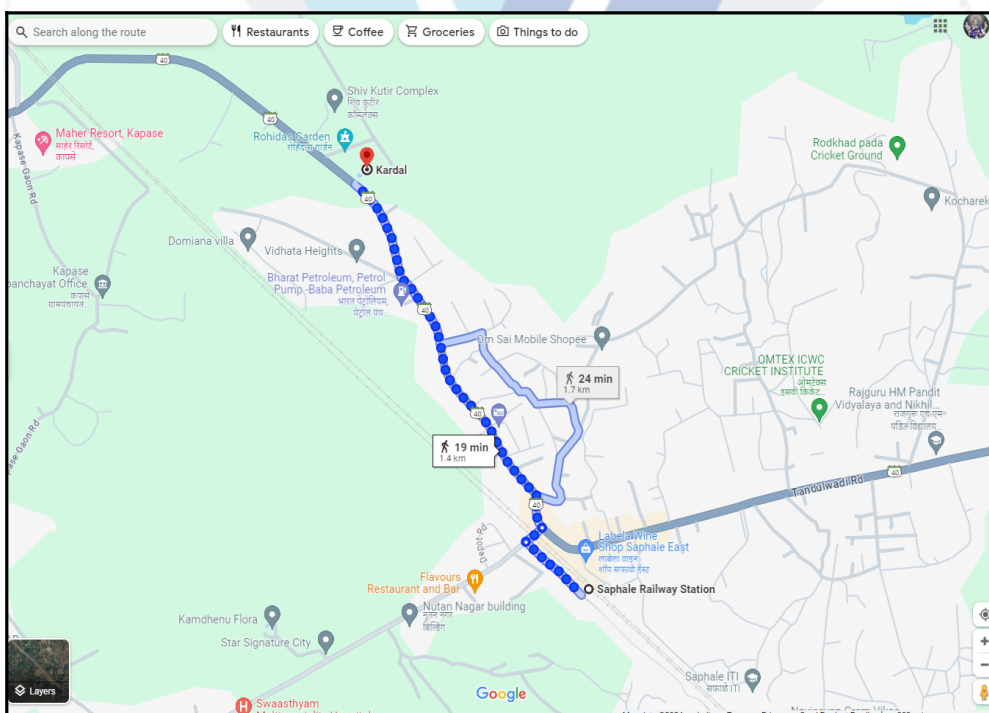 Search along the route
Restaurants
Coffee
Groceries
Things to do
40
40
Shiv Kutir Complex
शिव कुटीर
कॉम्प्लेक्स
Maher Resort, Kapase
माहेर रिसॉर्ट,
कापसे
Rohidas Garden
रोहिदास गार्डन
Kardal
40
Rodkhad pada
Cricket Ground
Kocharek
Kapase Gaon Rd
Domiana villa
Vidhata Heights
Kapase
panchayat Office
कापसे
ग्रामपंचायत
Bharat Petroleum, Petrol
Pump -Baba Petroleum
भारत पेट्रोलियम,
पेट्रोल पंप
40
Om Sai Mobile Shopee
24 min
1.7 km
OMTEX ICWC
CRICKET INSTITUTE
Rajguru HM Pandit
Vidyalaya and Nikhil...
40
19 min
1.4 km
40
Tandulwadi Rd
40
Labela Wine
Shop Saphale East
लाबेला वाइन
शॉप सफाळे ईस्ट
Depot Rd
Flavours
Restaurant and Bar
Saphale Railway Station
Nutan Nagar building
नूतन नगर
बिल्डिंग
Kamdhenu Flora
Star Signature City
Saphale ITI
सफाळे ITI
Layers
Google
Swaasthyam